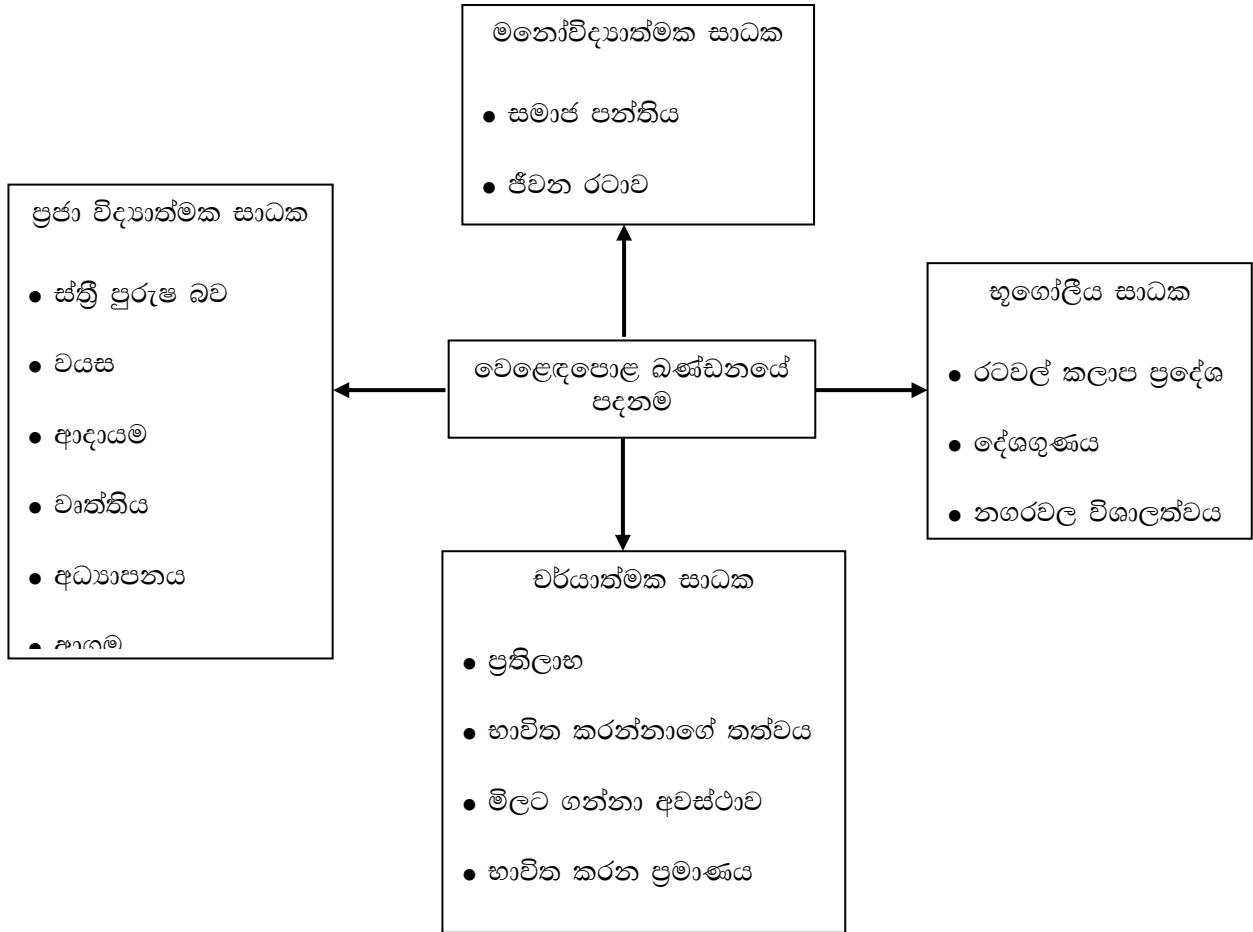 මනෝවිද්‍යාත්මක සාධක
● සමාජ පන්තිය
● ජීවන රටාව
ප්‍රජා විද්‍යාත්මක සාධක
● ස්ත්‍රී පුරුෂ බව
● වයස
● ආදායම
● වෘත්තිය
● අධ්‍යාපනය
● ආගම
වෙළෙඳපොළ ඛණ්ඩනයේ
පදනම
භූගෝලීය සාධක
● රටවල් කලාප ප්‍රදේශ
● දේශගුණය
● නගරවල විශාලත්වය
චර්යාත්මක සාධක
● ප්‍රතිලාභ
● භාවිත කරන්නාගේ තත්වය
● මිලට ගන්නා අවස්ථාව
● භාවිත කරන ප්‍රමාණය